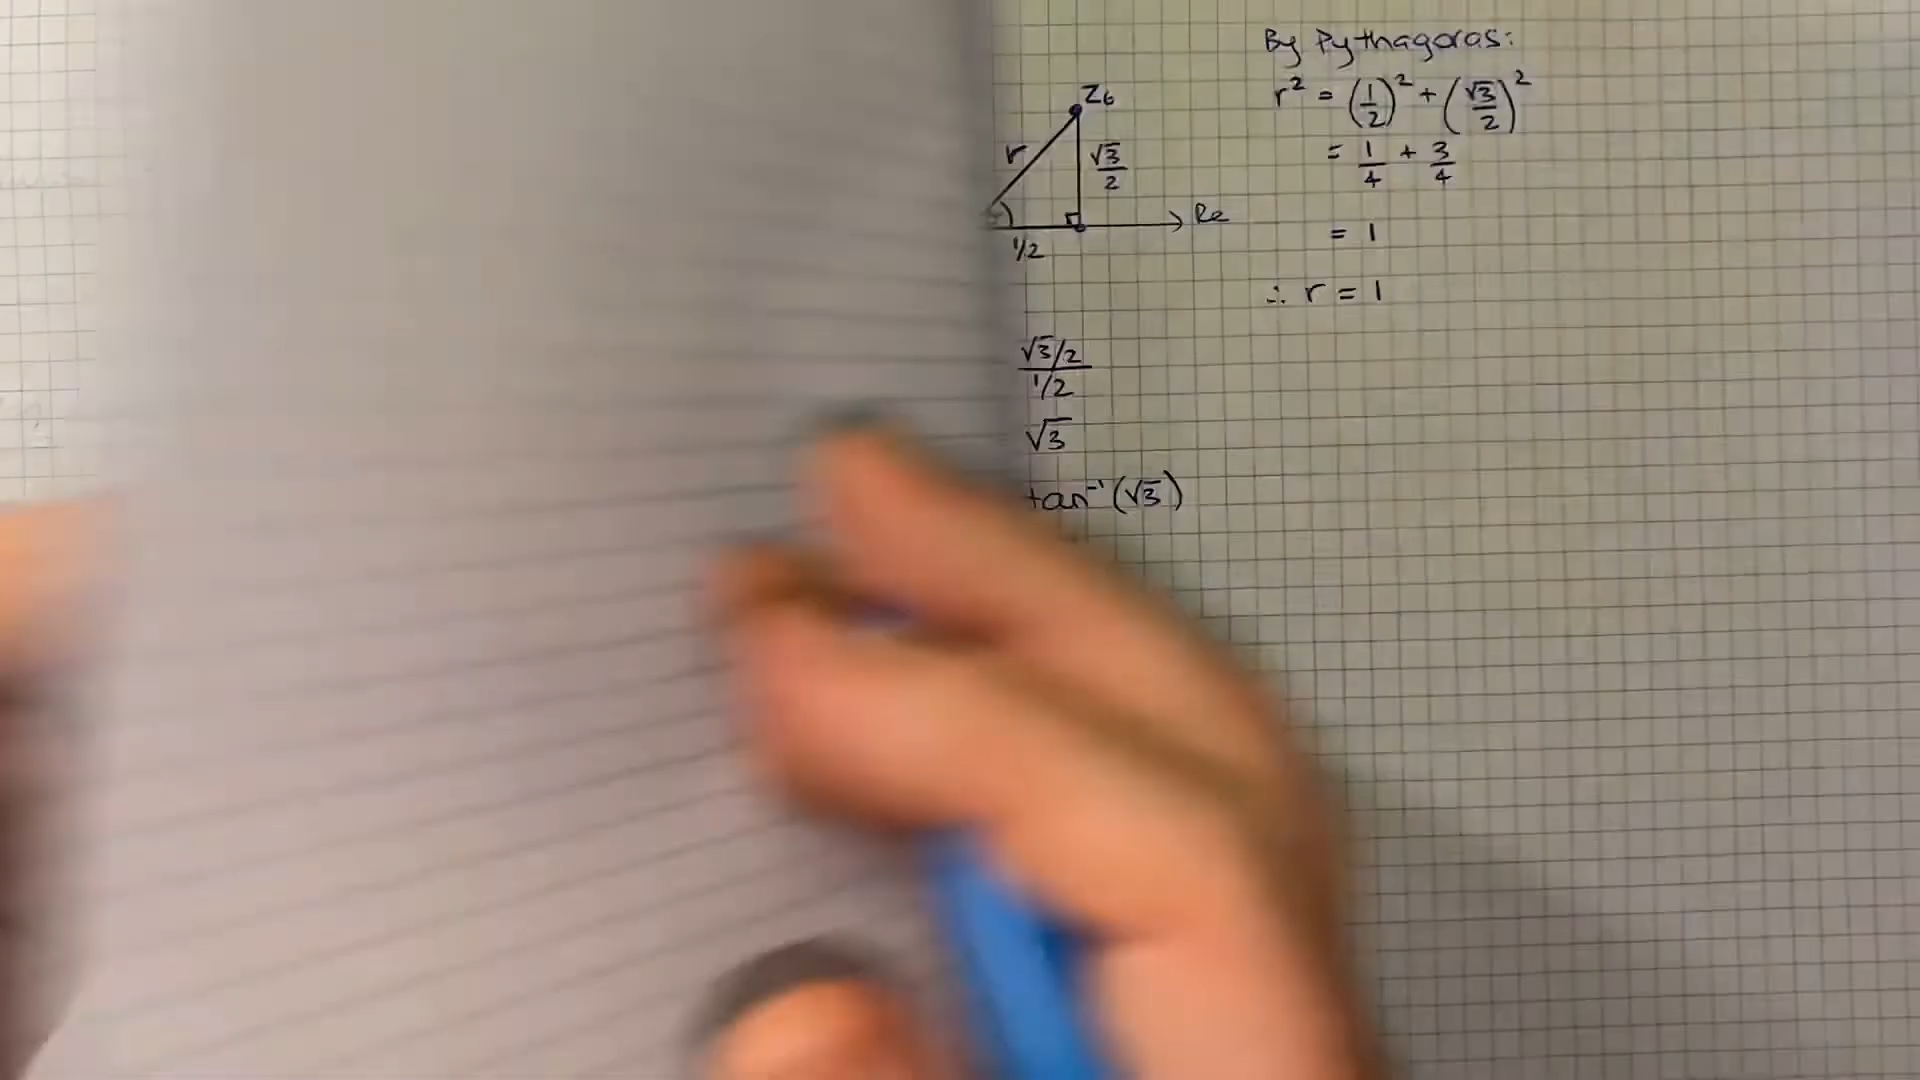 By Pythagoras:
r² = (1/2)² + (√3/2)²
= 1/4 + 3/4
= 1
∴ r = 1
Z6
r
√3/2
Re
1/2
√3/2
1/2
√3
tan⁻¹(√3)